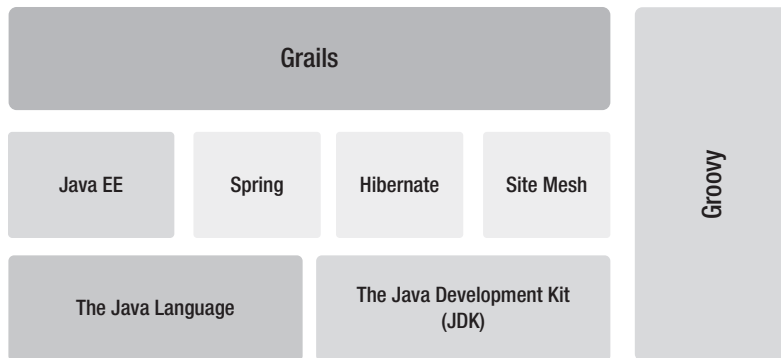 Grails
Java EE
Spring
Hibernate
Site Mesh
Groovy
The Java Language
The Java Development Kit
(JDK)